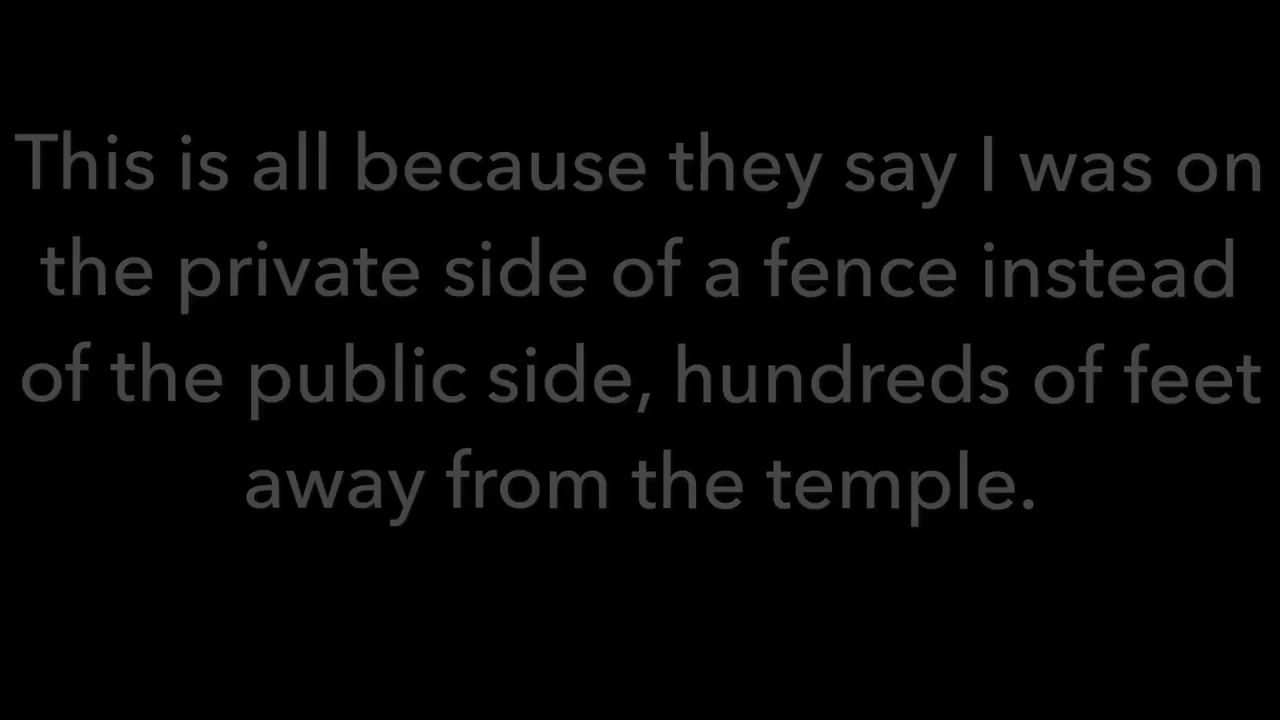 This is all because they say I was on
the private side of a fence instead
of the public side, hundreds of feet
away from the temple.